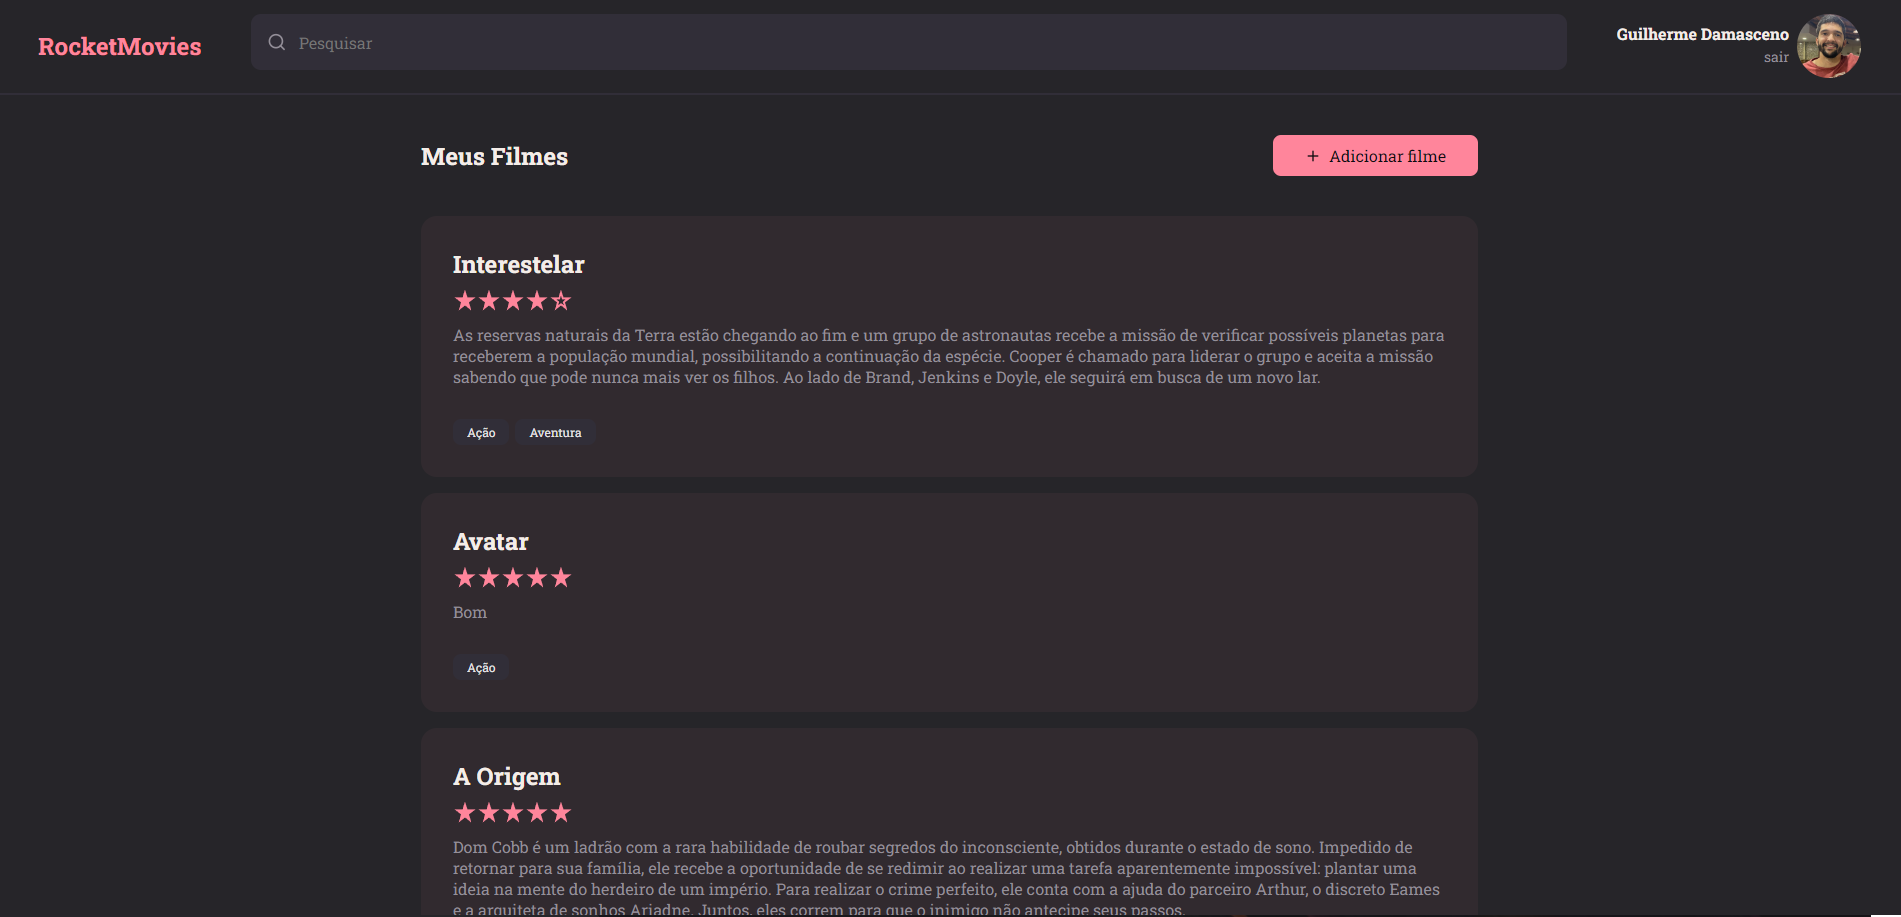 RocketMovies
Pesquisar
Guilherme Damasceno
sair
Meus Filmes
+ Adicionar filme
Interestelar
★★★★☆
As reservas naturais da Terra estão chegando ao fim e um grupo de astronautas recebe a missão de verificar possíveis planetas para
receberem a população mundial, possibilitando a continuação da espécie. Cooper é chamado para liderar o grupo e aceita a missão
sabendo que pode nunca mais ver os filhos. Ao lado de Brand, Jenkins e Doyle, ele seguirá em busca de um novo lar.
Ação Aventura
Avatar
★★★★★
Bom
Ação
A Origem
★★★★★
Dom Cobb é um ladrão com a rara habilidade de roubar segredos do inconsciente, obtidos durante o estado de sono. Impedido de
retornar para sua família, ele recebe a oportunidade de se redimir ao realizar uma tarefa aparentemente impossível: plantar uma
ideia na mente do herdeiro de um império. Para realizar o crime perfeito, ele conta com a ajuda do parceiro Arthur, o discreto Eames
e a arquiteta de sonhos Ariadne. Juntos, eles correm para que o inimigo não antecipe seus passos.